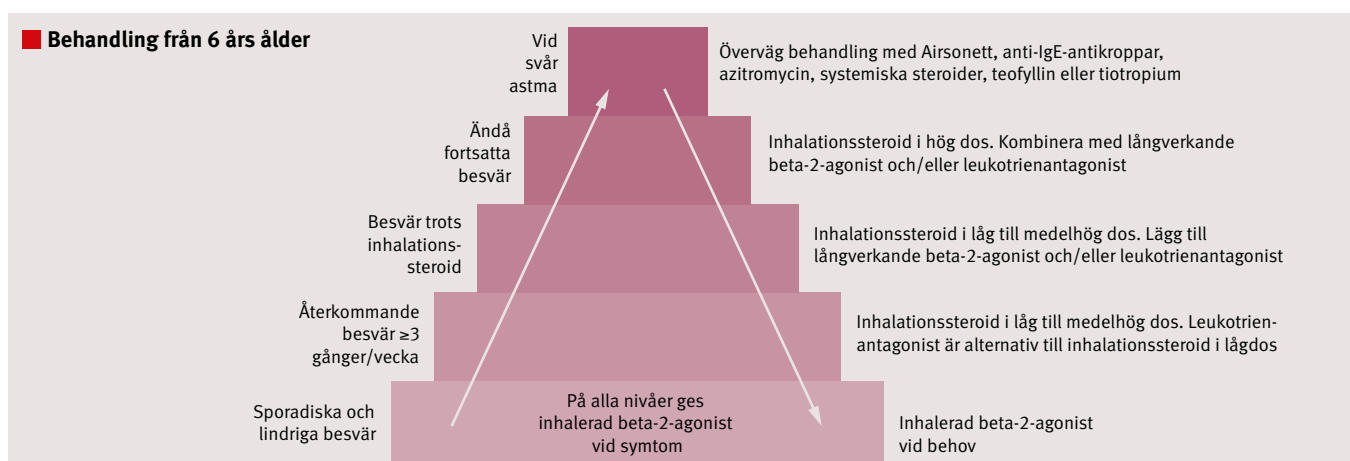 Behandling från 6 års ålder
Vid
svår
astma
Överväg behandling med Airsonett, anti-IgE-antikroppar,
azitromycin, systemiska steroider, teofyllin eller tiotropium
Ändå
fortsatta
besvär
Inhalationssteroid i hög dos. Kombinera med långverkande
beta-2-agonist och/eller leukotrienantagonist
Besvär trots
inhalations-
steroid
Inhalationssteroid i låg till medelhög dos. Lägg till
långverkande beta-2-agonist och/eller leukotrienantagonist
Återkommande
besvär ≥3
gånger/vecka
Inhalationssteroid i låg till medelhög dos. Leukotrien-
antagonist är alternativ till inhalationssteroid i lågdos
Sporadiska och
lindriga besvär
På alla nivåer ges
inhalerad beta-2-agonist
vid symtom
Inhalerad beta-2-agonist
vid behov